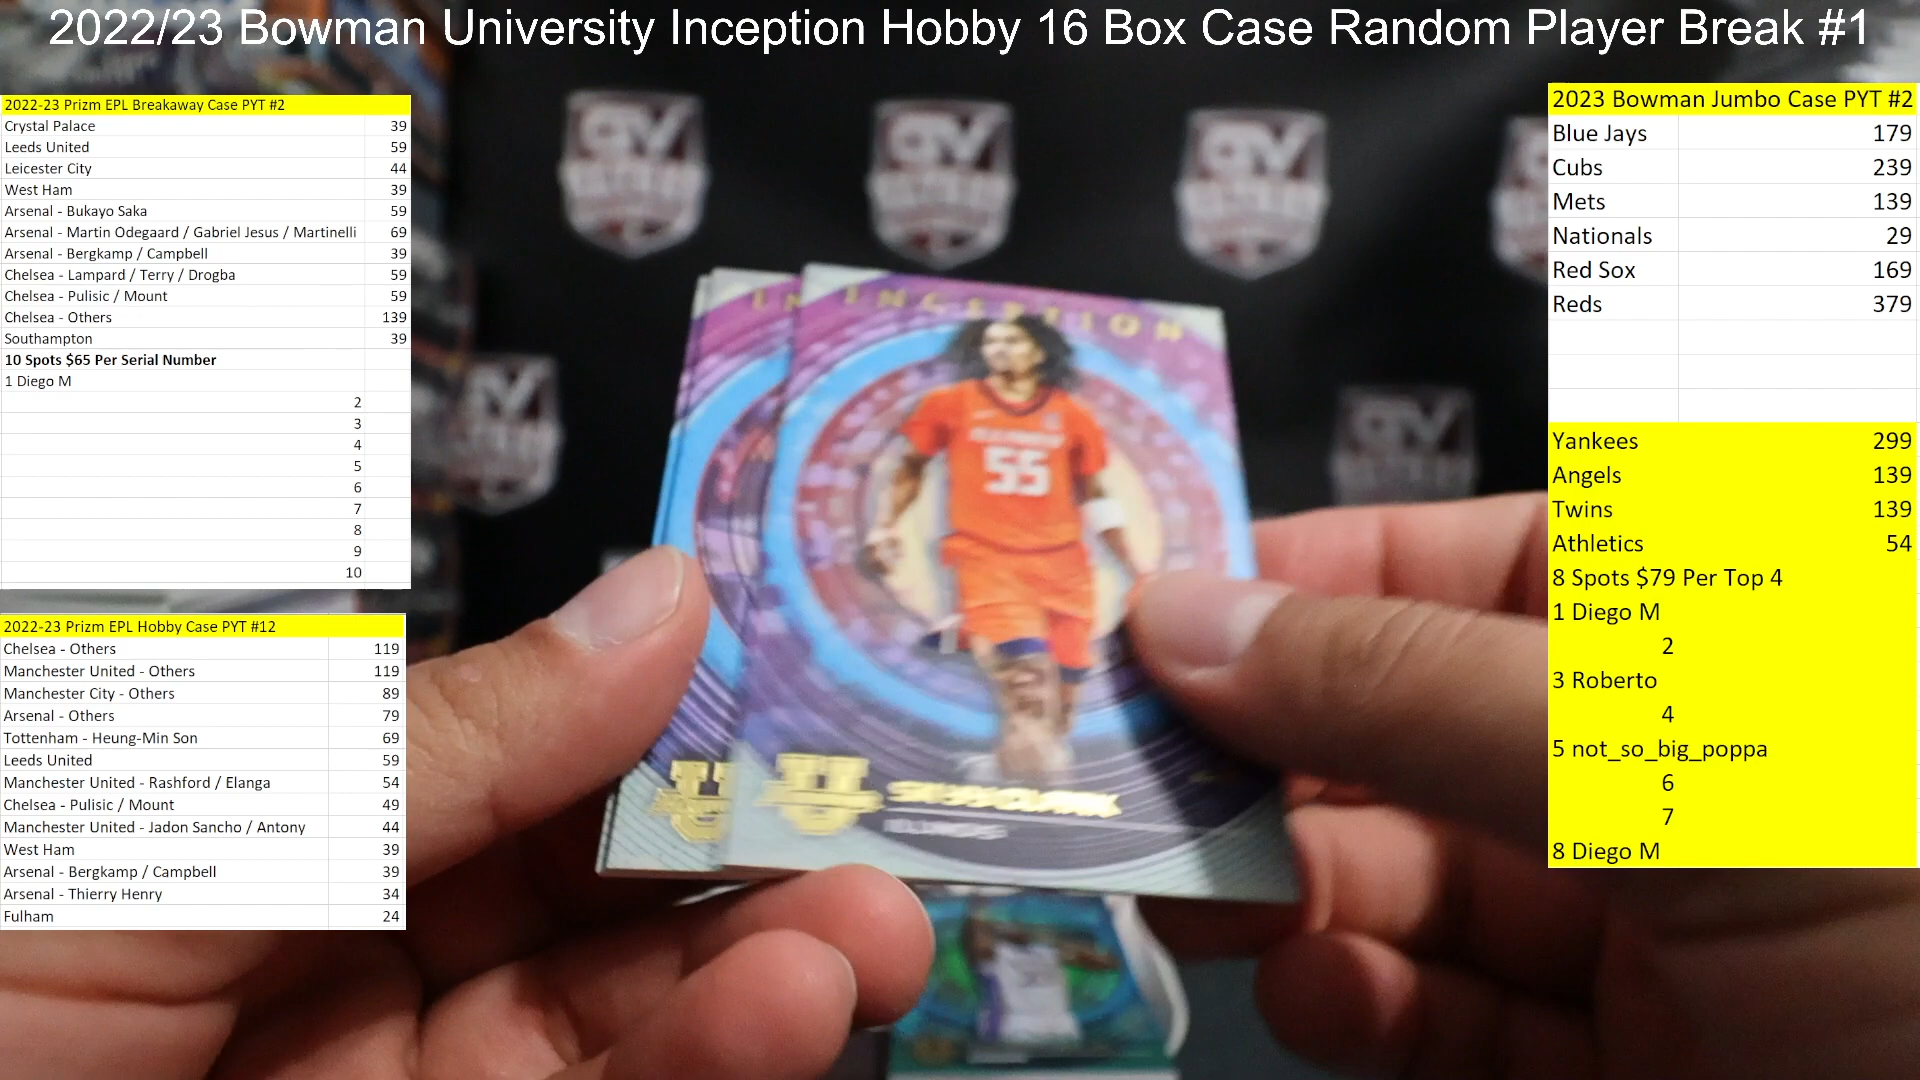 2022/23 Bowman University Inception Hobby 16 Box Case Random Player Break #1
2022-23 Prizm EPL Breakaway Case PYT #2
Crystal Palace 39
Leeds United 59
Leicester City 44
West Ham 39
Arsenal - Bukayo Saka 59
Arsenal - Martin Odegaard / Gabriel Jesus / Martinelli 69
Arsenal - Bergkamp / Campbell 39
Chelsea - Lampard / Terry / Drogba 59
Chelsea - Pulisic / Mount 59
Chelsea - Others 139
Southampton 39
10 Spots $65 Per Serial Number
1 Diego M
2
3
4
5
6
7
8
9
10
2022-23 Prizm EPL Hobby Case PYT #12
Chelsea - Others 119
Manchester United - Others 119
Manchester City - Others 89
Arsenal - Others 79
Tottenham - Heung-Min Son 69
Leeds United 59
Manchester United - Rashford / Elanga 54
Chelsea - Pulisic / Mount 49
Manchester United - Jadon Sancho / Antony 44
West Ham 39
Arsenal - Bergkamp / Campbell 39
Arsenal - Thierry Henry 34
Fulham 24
INCEPTION
55
ILLINOIS
2023 Bowman Jumbo Case PYT #2
Blue Jays 179
Cubs 239
Mets 139
Nationals 29
Red Sox 169
Reds 379
Yankees 299
Angels 139
Twins 139
Athletics 54
8 Spots $79 Per Top 4
1 Diego M
2
3 Roberto
4
5 not_so_big_poppa
6
7
8 Diego M